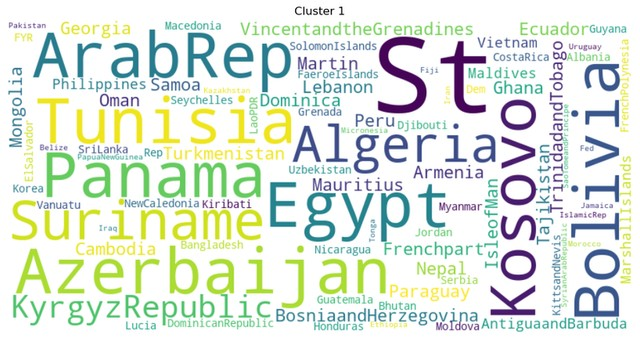 Cluster 1
Pakistan
Georgia
Macedonia
VincentandtheGrenadines
Ecuador
Guyana
FYR
ArabRep
SolomonIslands
St
Vietnam
Uruguay
Martin
CostaRica
Albania
FaeroeIslands
Fiji
Iran
Maldives
Mongolia
Philippines
Samoa
Lebanon
Kazakhstan
Dem
Ghana
TrinidadandTobago
FrenchPolynesia
Oman
Seychelles
Dominica
Tunisia
LaoPDR
Grenada
Peru
Djibouti
Kosovo
Bolivia
SaoTomeandPrincipe
ElSalvador
Micronesia
Algeria
Belize
SriLanka
Rep
Turkmenistan
PapuaNewGuinea
Uzbekistan
Armenia
Tajikistan
Fed
Panama
Mauritius
Korea
Egypt
Myanmar
IsleofMan
Jamaica
Vanuatu
NewCaledonia
Kiribati
IslamicRep
MarshallIslands
Suriname
Iraq
Tonga
Jordan
KittsandNevis
SyrianArabRepublic
Morocco
Cambodia
Bangladesh
Nicaragua
Frenchpart
Azerbaijan
Nepal
Serbia
Paraguay
KyrgyzRepublic
Guatemala
Bhutan
BosniaandHerzegovina
Lucia
DominicanRepublic
Honduras
Ethiopia
Moldova
AntiguaandBarbuda